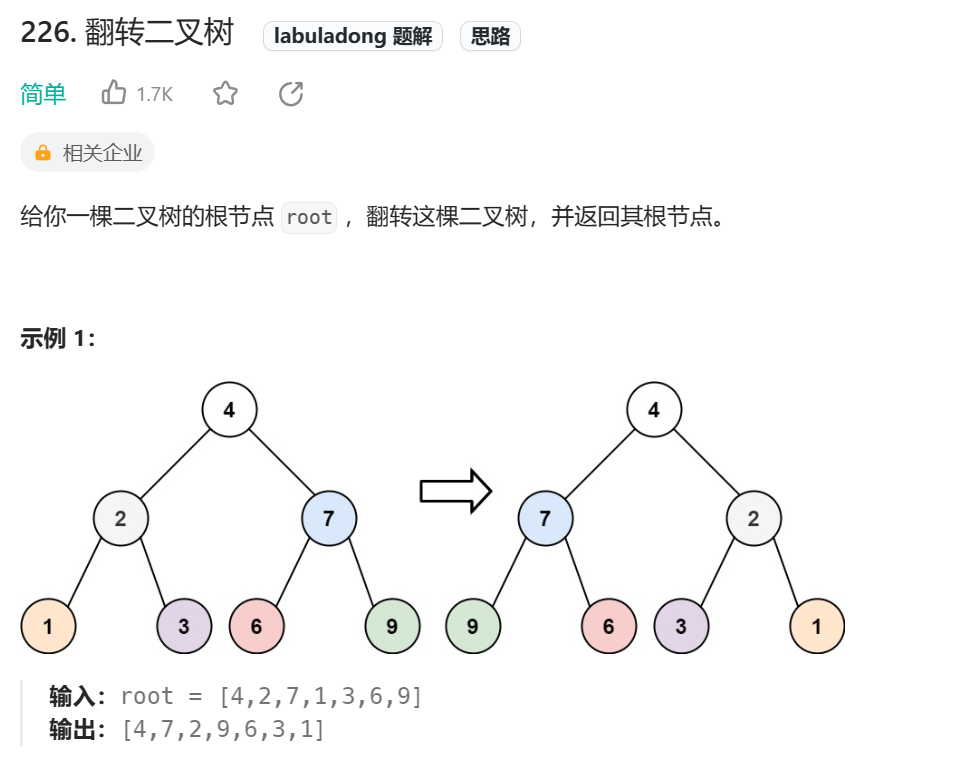 226. 翻转二叉树 labuladong 题解 思路
简单 1.7K
相关企业
给你一棵二叉树的根节点 root ，翻转这棵二叉树，并返回其根节点。
示例 1：
4 4
2 7 7 2
1 3 6 9 9 6 3 1
输入：root = [4,2,7,1,3,6,9]
输出：[4,7,2,9,6,3,1]